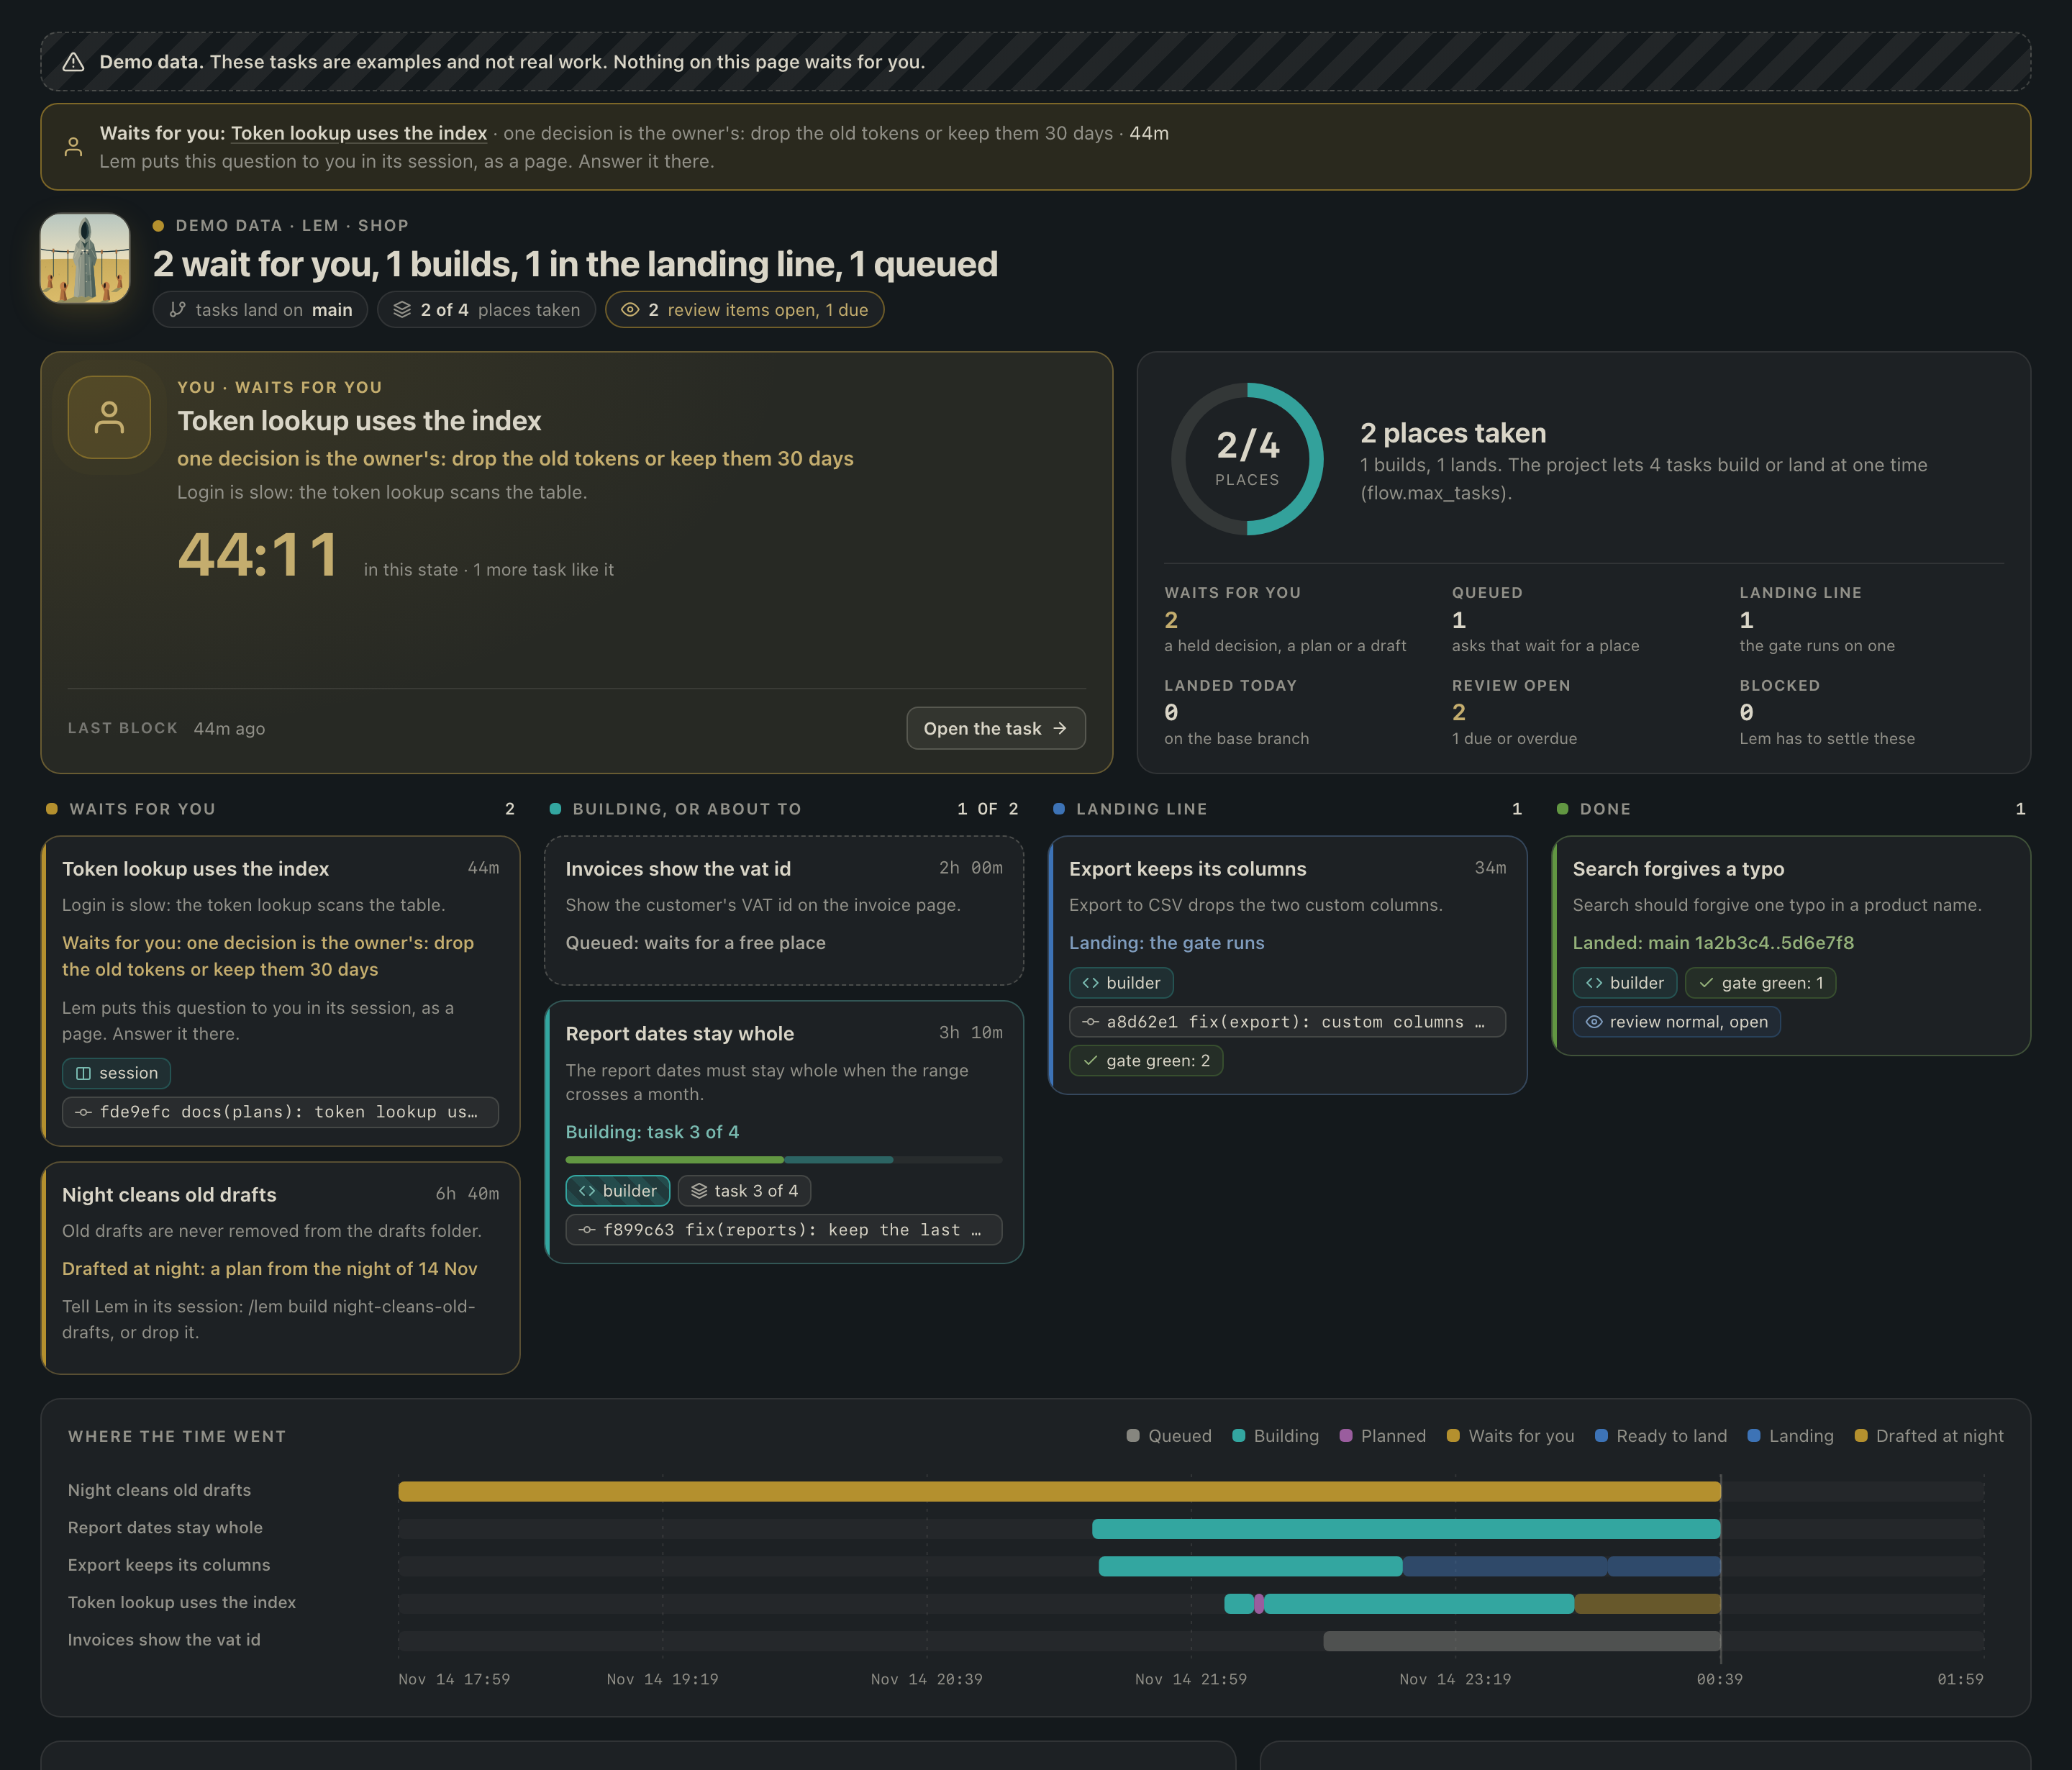 Demo data. These tasks are examples and not real work. Nothing on this page waits for you.
Waits for you: Token lookup uses the index · one decision is the owner's: drop the old tokens or keep them 30 days · 44m
Lem puts this question to you in its session, as a page. Answer it there.
DEMO DATA · LEM · SHOP
2 wait for you, 1 builds, 1 in the landing line, 1 queued
tasks land on main
2 of 4 places taken
2 review items open, 1 due
YOU · WAITS FOR YOU
Token lookup uses the index
one decision is the owner's: drop the old tokens or keep them 30 days
Login is slow: the token lookup scans the table.
44:11 in this state · 1 more task like it
LAST BLOCK 44m ago
Open the task
2/4
PLACES
2 places taken
1 builds, 1 lands. The project lets 4 tasks build or land at one time
(flow.max_tasks).
WAITS FOR YOU
2
a held decision, a plan or a draft
QUEUED
1
asks that wait for a place
LANDING LINE
1
the gate runs on one
LANDED TODAY
0
on the base branch
REVIEW OPEN
2
1 due or overdue
BLOCKED
0
Lem has to settle these
WAITS FOR YOU 2
Token lookup uses the index 44m
Login is slow: the token lookup scans the table.
Waits for you: one decision is the owner's: drop
the old tokens or keep them 30 days
Lem puts this question to you in its session, as a
page. Answer it there.
session
fde9efc docs(plans): token lookup us…
Night cleans old drafts 6h 40m
Old drafts are never removed from the drafts folder.
Drafted at night: a plan from the night of 14 Nov
Tell Lem in its session: /lem build night-cleans-old-
drafts, or drop it.
BUILDING, OR ABOUT TO 1 OF 2
Invoices show the vat id 2h 00m
Show the customer's VAT id on the invoice page.
Queued: waits for a free place
Report dates stay whole 3h 10m
The report dates must stay whole when the range
crosses a month.
Building: task 3 of 4
builder
task 3 of 4
f899c63 fix(reports): keep the last …
LANDING LINE 1
Export keeps its columns 34m
Export to CSV drops the two custom columns.
Landing: the gate runs
builder
a8d62e1 fix(export): custom columns …
gate green: 2
DONE 1
Search forgives a typo
Search should forgive one typo in a product name.
Landed: main 1a2b3c4..5d6e7f8
builder
gate green: 1
review normal, open
WHERE THE TIME WENT
Queued Building Planned Waits for you Ready to land Landing Drafted at night
Night cleans old drafts
Report dates stay whole
Export keeps its columns
Token lookup uses the index
Invoices show the vat id
Nov 14 17:59 Nov 14 19:19 Nov 14 20:39 Nov 14 21:59 Nov 14 23:19 00:39 01:59